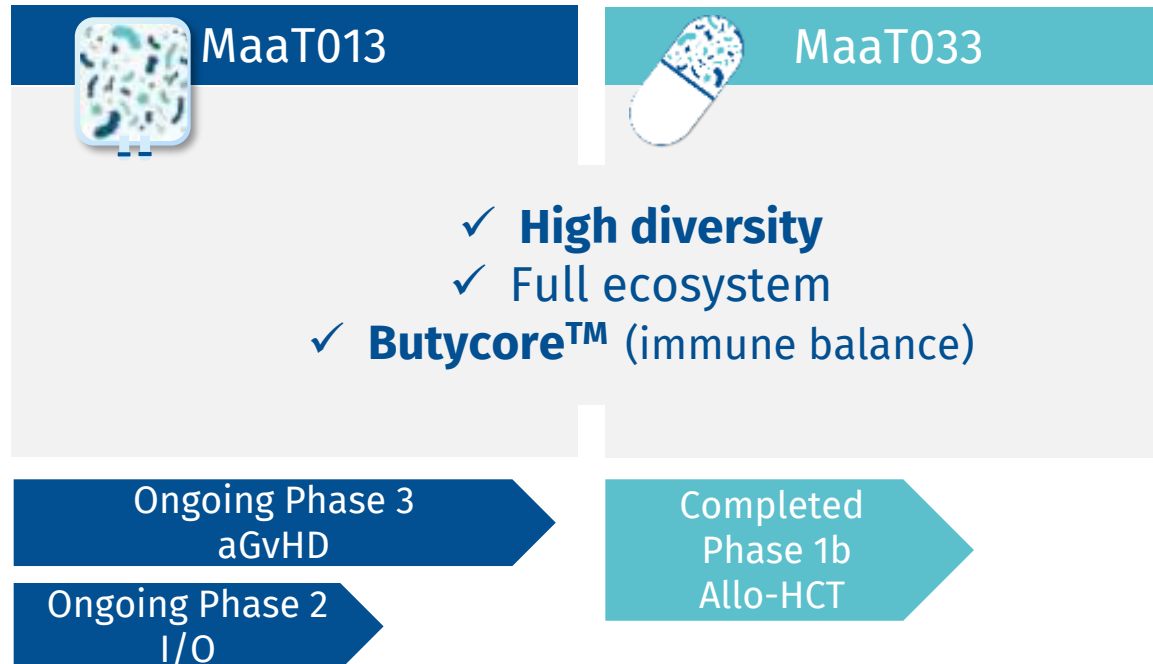 MaaT013
MaaT033
✓ High diversity
✓ Full ecosystem
✓ Butycore™ (immune balance)
Ongoing Phase 3
aGvHD
Ongoing Phase 2
I/O
Completed
Phase 1b
Allo-HCT